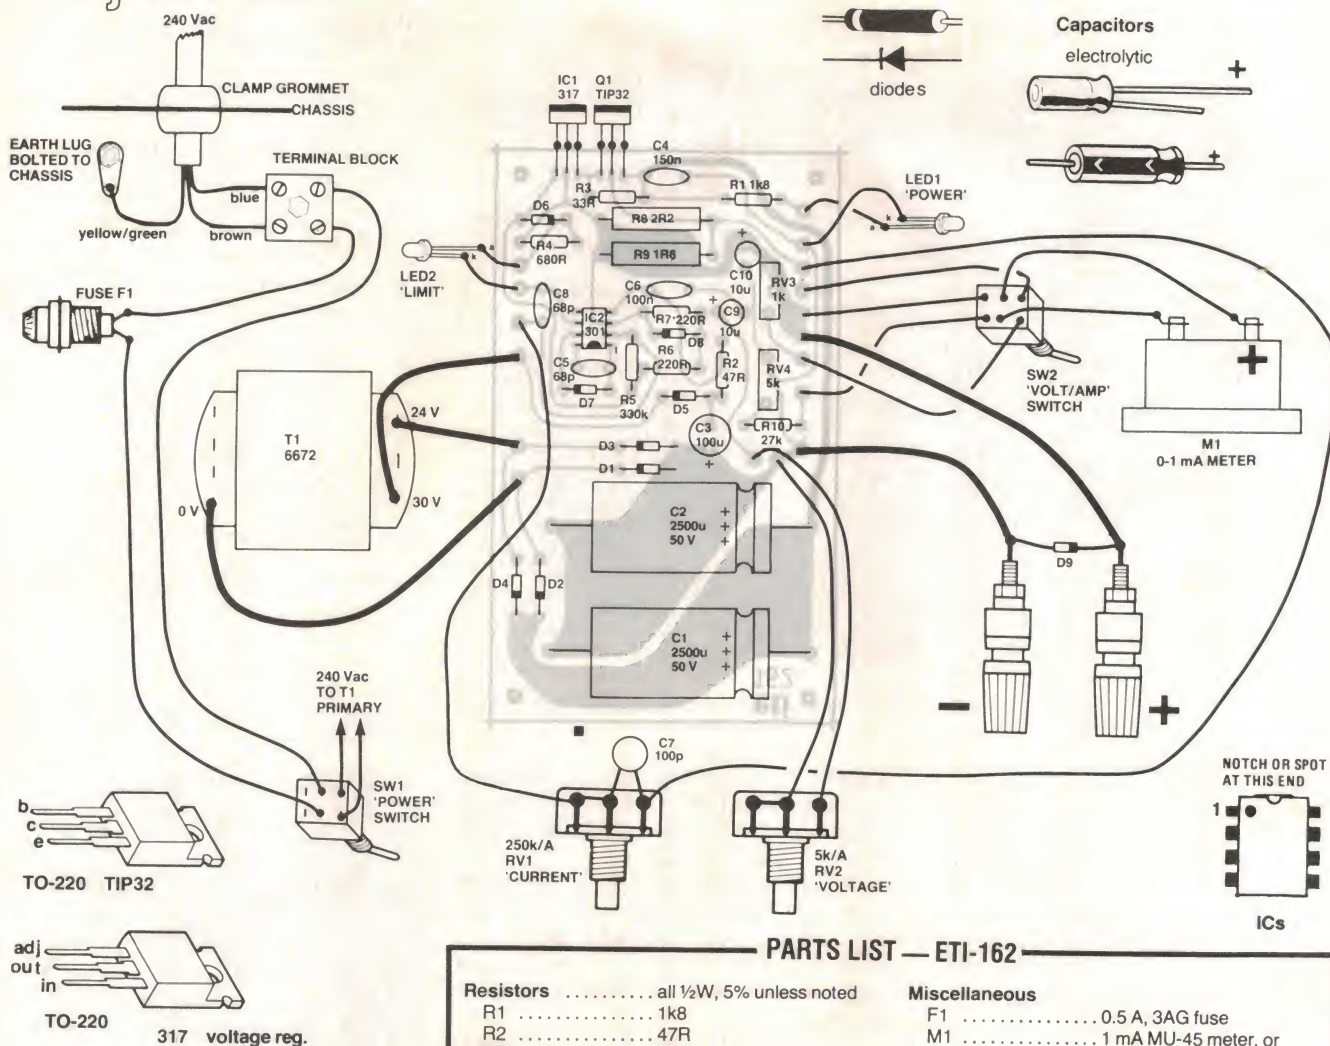 240 Vac
CLAMP GROMMET
CHASSIS
EARTH LUG
BOLTED TO
CHASSIS
TERMINAL BLOCK
blue
yellow/green
brown
FUSE F1
IC1
317
Q1
TIP32
diodes
Capacitors
electrolytic
+
+
C4
150n
R3
33R
R1 1k8
D6
R8 2R2
R4
680R
R9 1R8
LED1
'POWER'
k
a
LED2
'LIMIT'
a
k
C10
10u
+
RV3
1k
C8
68p
C6
100n
IC2
301
R7 220R
C9
10u
+
D8
C5
68p
R6
220R
R2
47R
RV4
5k
D7
R5
330k
D5
C3
100u
+
R10
27k
D3
D1
SW2
'VOLT/AMP'
SWITCH
+
M1
0-1 mA METER
T1
6672
24 V
30 V
0 V
C2
2500u
50 V
+
+
+
D4
D2
C1
2500u
50 V
+
+
+
D9
-
+
240 Vac
TO T1
PRIMARY
SW1
'POWER'
SWITCH
C7
100p
250k/A
RV1
'CURRENT'
5k/A
RV2
'VOLTAGE'
NOTCH OR SPOT
AT THIS END
1
ICs
b
c
e
TO-220 TIP32
adj
out
in
TO-220
317 voltage reg.
PARTS LIST — ETI-162
Resistors .......... all ½W, 5% unless noted
R1 ............... 1k8
R2 ............... 47R
Miscellaneous
F1 ............... 0.5 A, 3AG fuse
M1 ............... 1 mA MU-45 meter, or